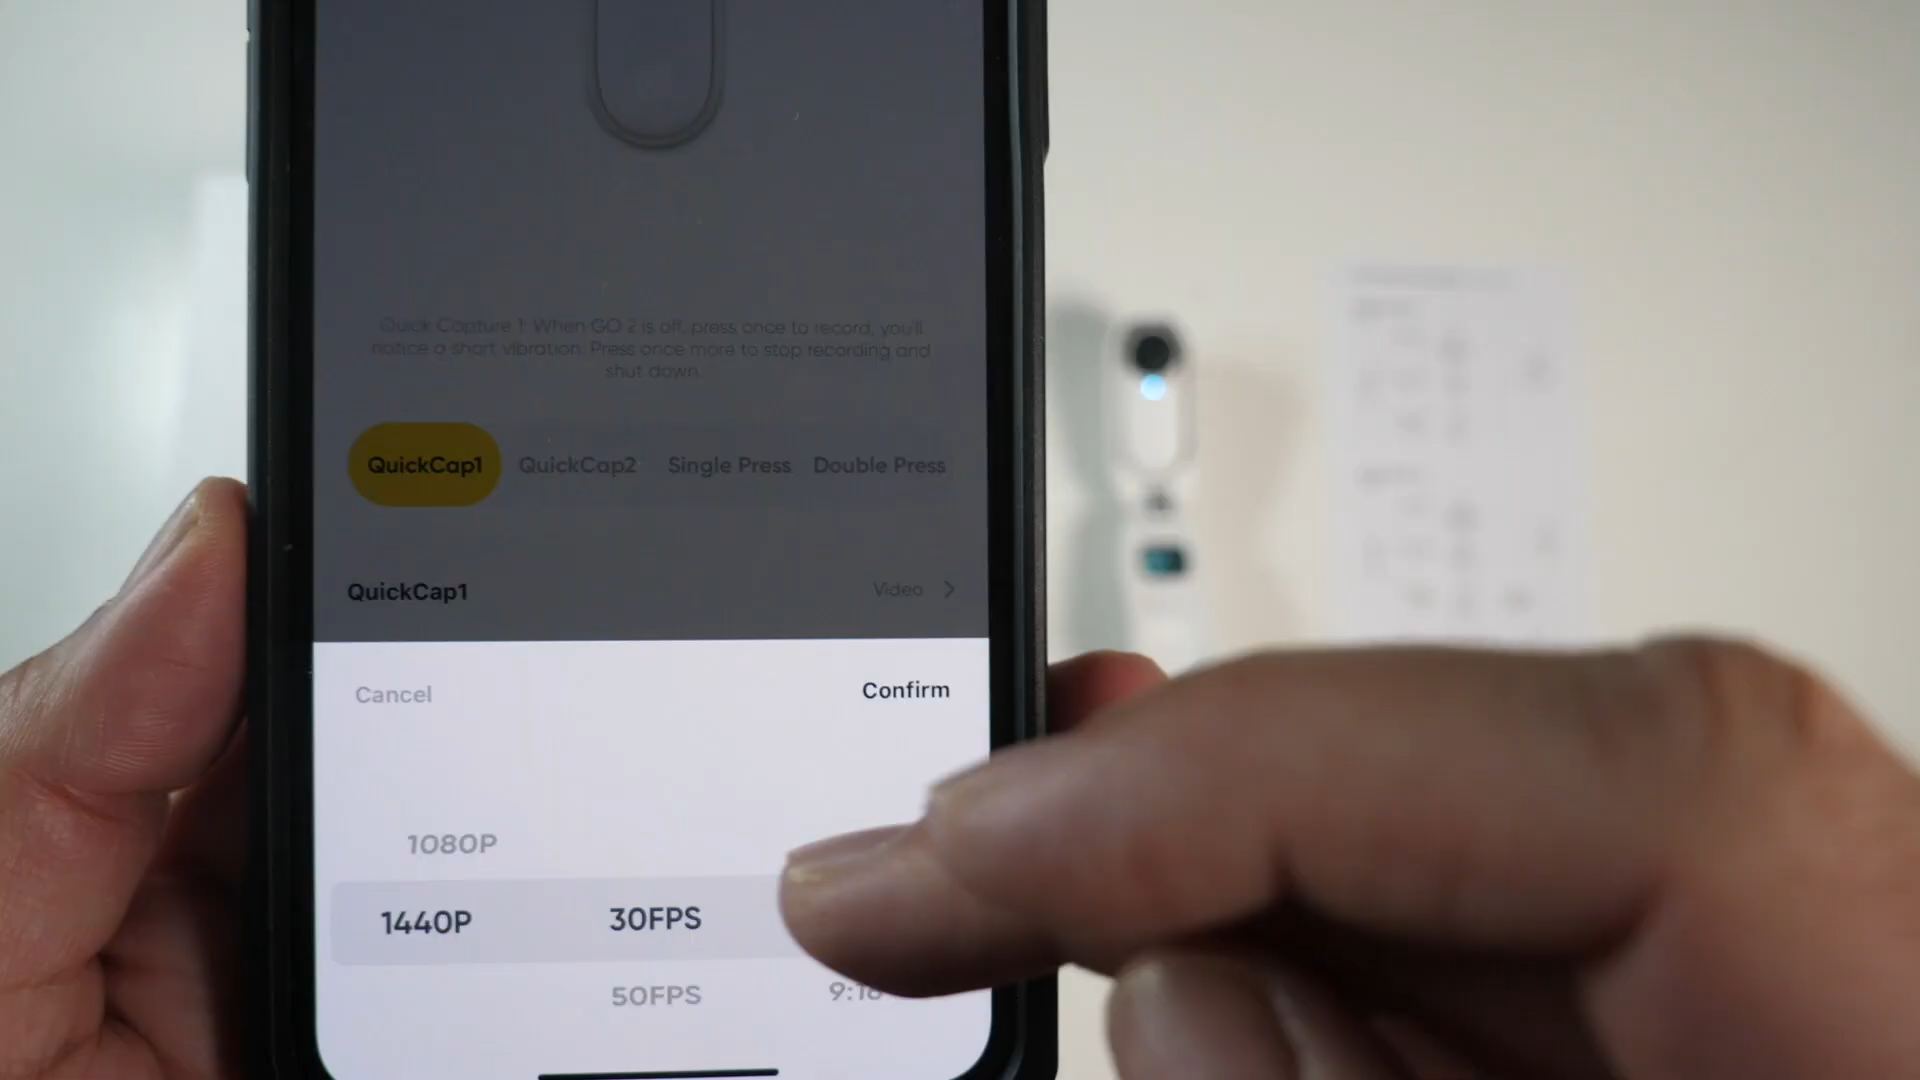 Quick Capture 1: When GO 2 is off, press once to record, you'll
notice a short vibration. Press once more to stop recording and
shut down.
QuickCap1 QuickCap2 Single Press Double Press
QuickCap1 Video
Cancel Confirm
1080P
1440P 30FPS
50FPS